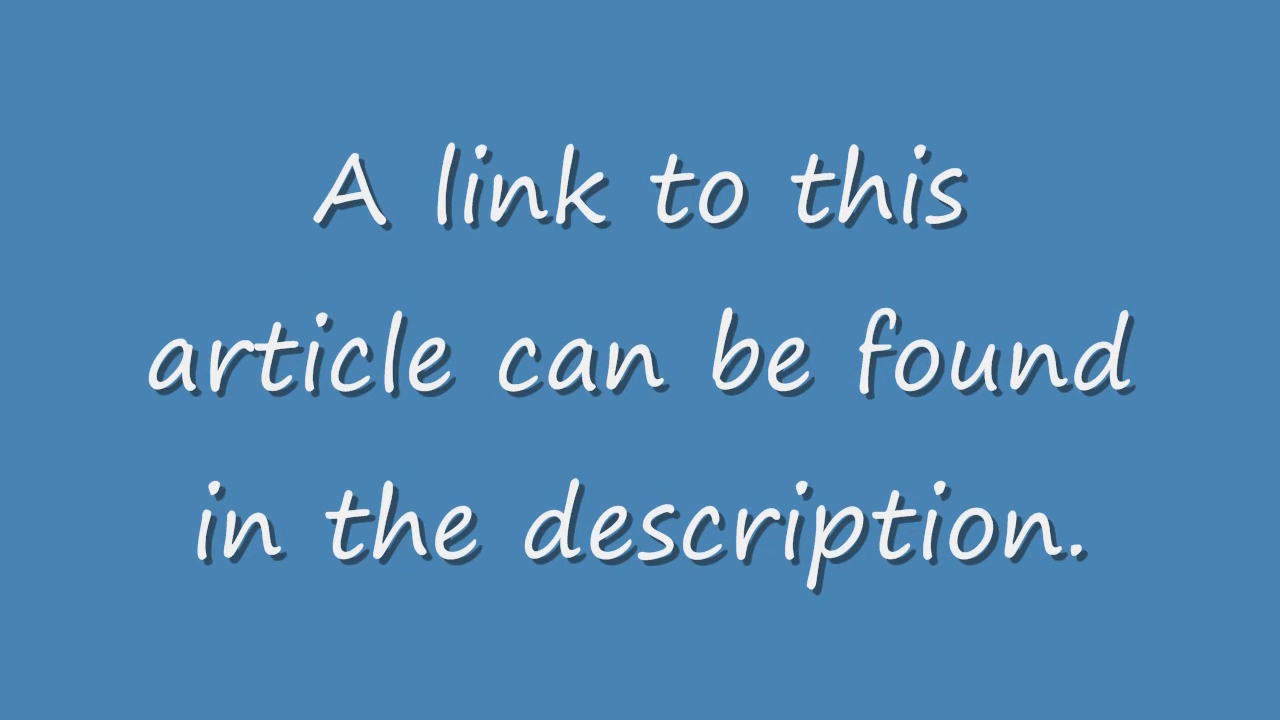 A link to this
article can be found
in the description.